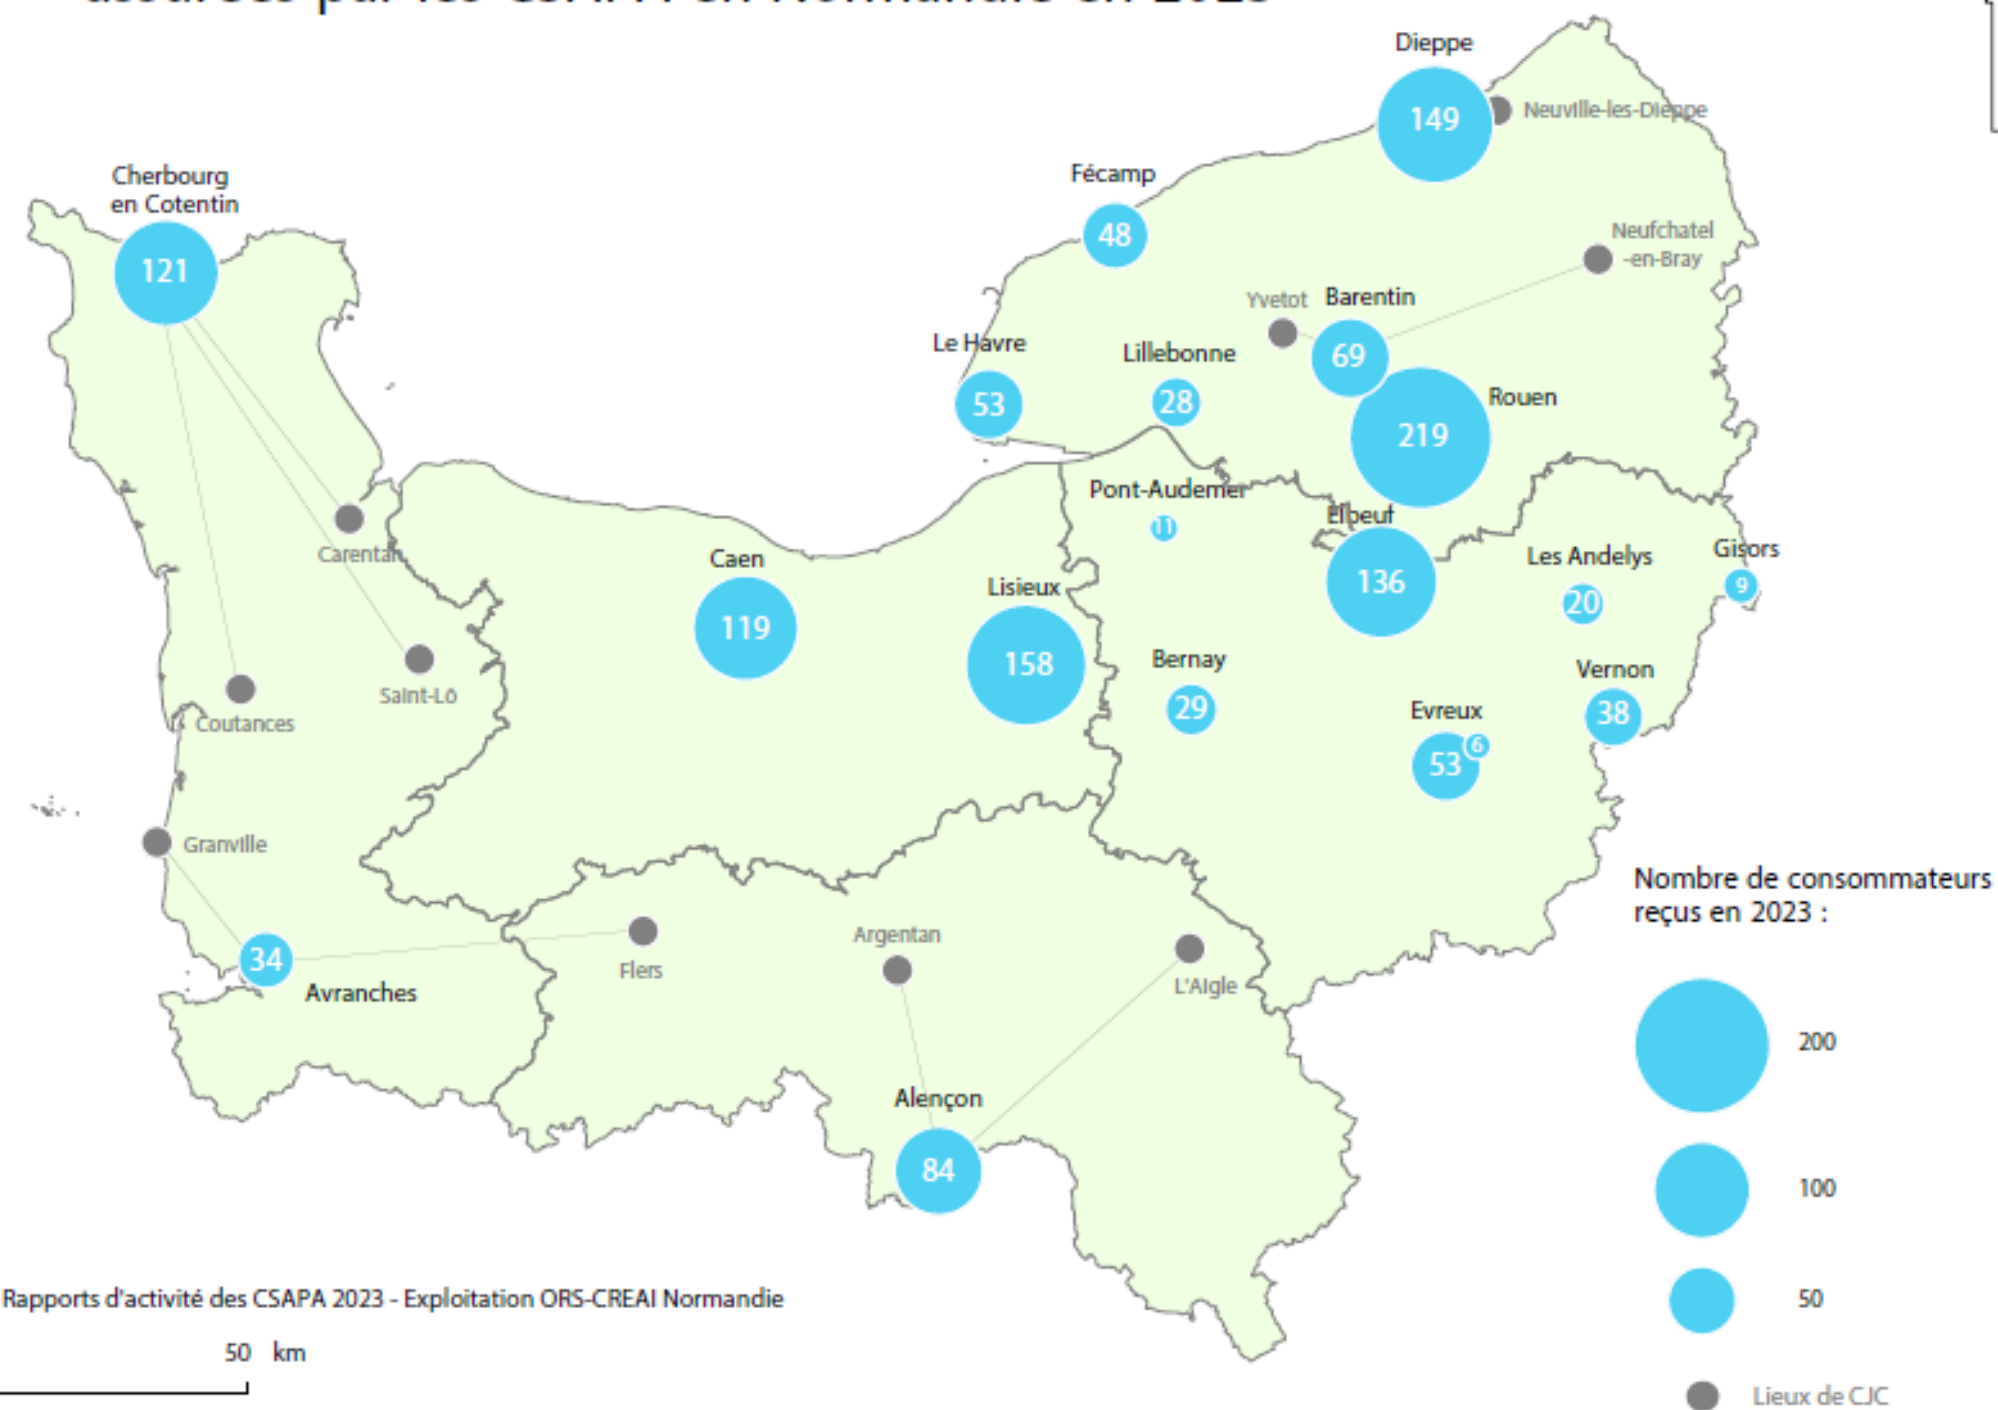 Dieppe
149
Neuville-les-Dieppe
Cherbourg
en Cotentin
121
Fécamp
48
Neufchatel
-en-Bray
Yvetot
Barentin
69
Le Havre
53
Lillebonne
28
Rouen
219
Pont-Audemer
11
Elbeuf
136
Les Andelys
20
Gisors
9
Carentan
Caen
119
Lisieux
158
Bernay
29
Vernon
38
Evreux
53
6
Saint-Lô
Coutances
Granville
34
Avranches
Flers
Argentan
L'Aigle
Alençon
84
Nombre de consommateurs
reçus en 2023 :
200
100
50
Lieux de CJC
Rapports d'activité des CSAPA 2023 - Exploitation ORS-CREAI Normandie
50 km